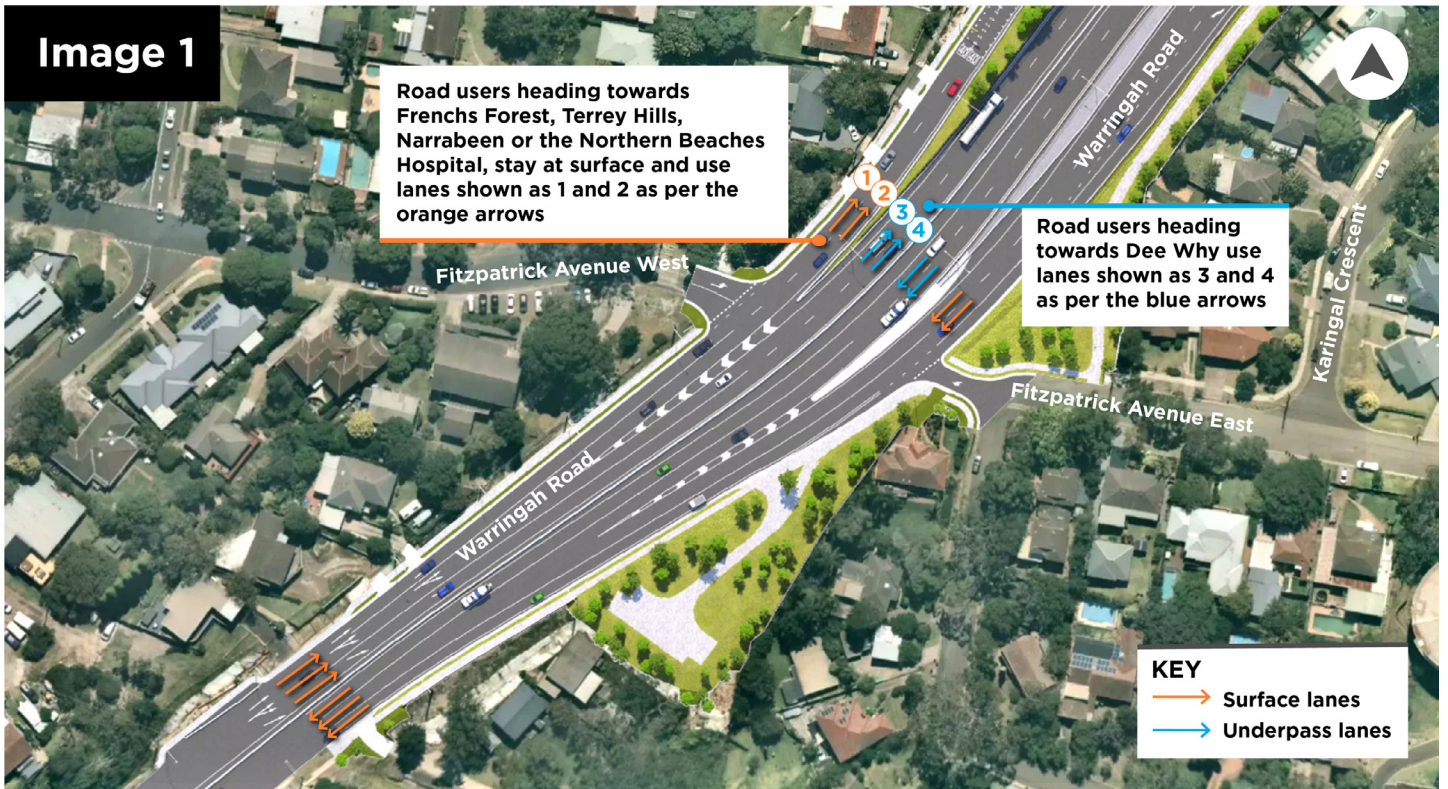 Image 1
Road users heading towards
Frenchs Forest, Terrey Hills,
Narrabeen or the Northern Beaches
Hospital, stay at surface and use
lanes shown as 1 and 2 as per the
orange arrows
Warringah Road
1
2
3
4
Road users heading
towards Dee Why use
lanes shown as 3 and 4
as per the blue arrows
Fitzpatrick Avenue West
Karingal Crescent
Fitzpatrick Avenue East
Warringah Road
KEY
Surface lanes
Underpass lanes